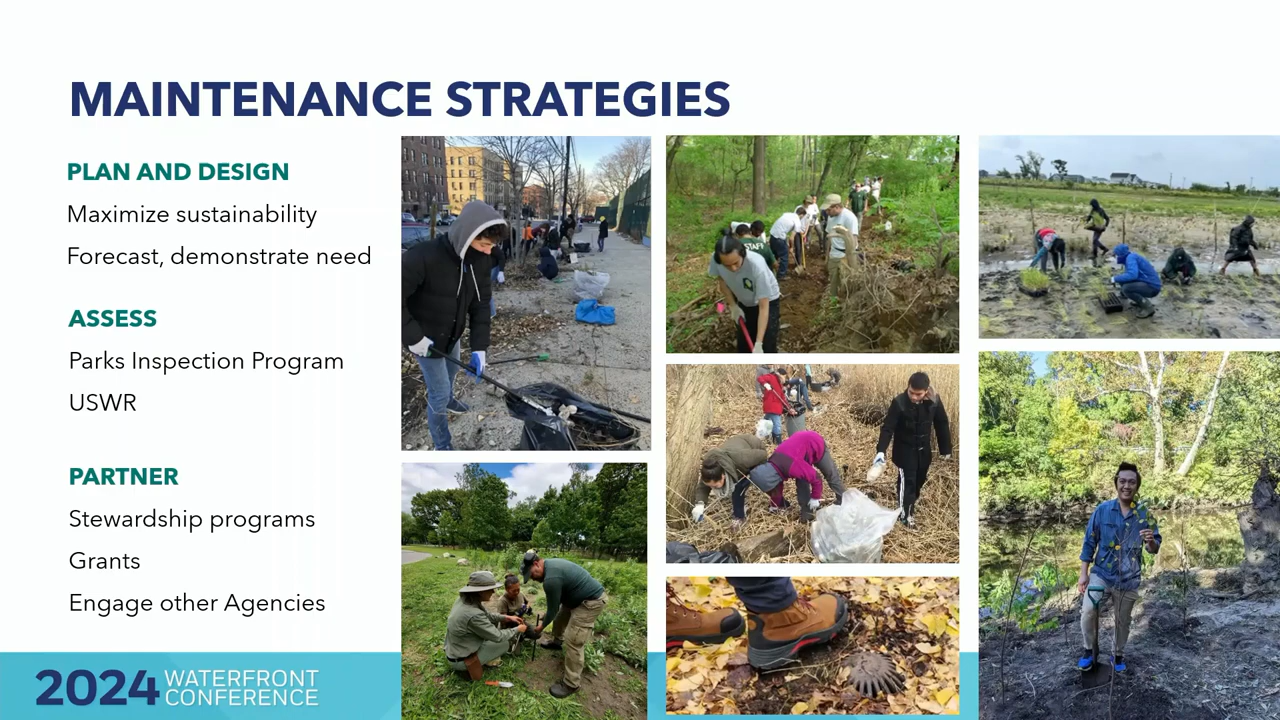 MAINTENANCE STRATEGIES
PLAN AND DESIGN
Maximize sustainability
Forecast, demonstrate need
ASSESS
Parks Inspection Program
USWR
PARTNER
Stewardship programs
Grants
Engage other Agencies
STAFF
2024 WATERFRONT
CONFERENCE